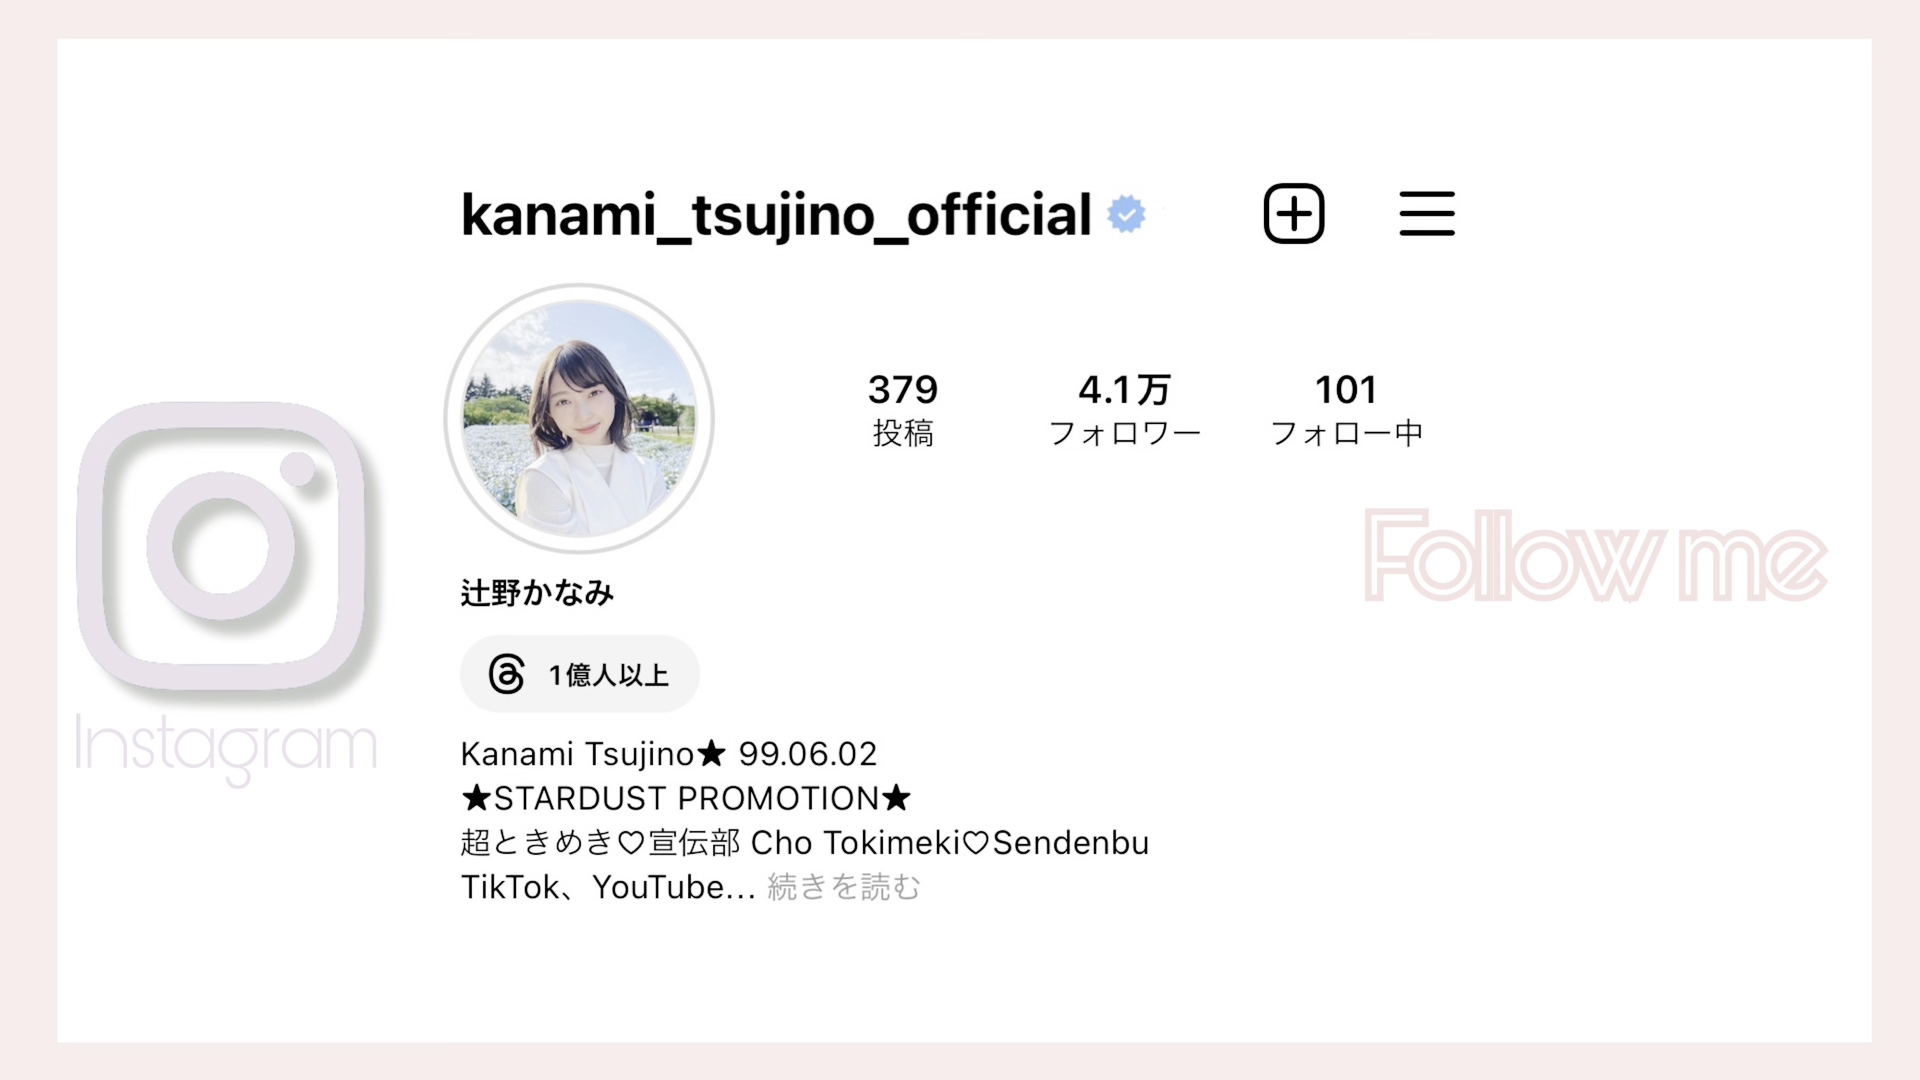 kanami_tsujino_official
379
投稿
4.1万
フォロワー
101
フォロー中
Instagram
Follow me
辻野かなみ
1億人以上
Kanami Tsujino★ 99.06.02
★STARDUST PROMOTION★
超ときめき♡宣伝部 Cho Tokimeki♡Sendenbu
TikTok、YouTube... 続きを読む